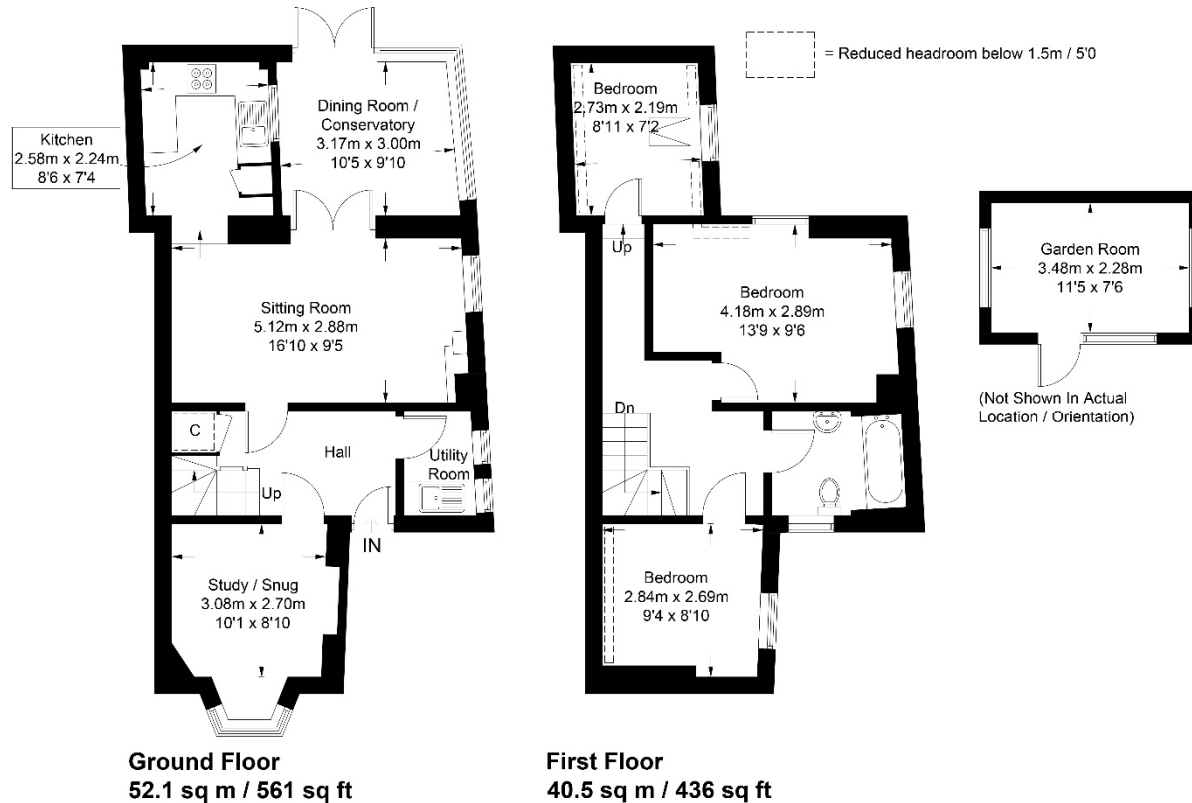 Kitchen
2.58m x 2.24m
8'6 x 7'4
Dining Room /
Conservatory
3.17m x 3.00m
10'5 x 9'10
Sitting Room
5.12m x 2.88m
16'10 x 9'5
C
Hall
Utility
Room
Up
IN
Study / Snug
3.08m x 2.70m
10'1 x 8'10
Ground Floor
52.1 sq m / 561 sq ft
= Reduced headroom below 1.5m / 5'0
Bedroom
2.73m x 2.19m
8'11 x 7'2
Up
Bedroom
4.18m x 2.89m
13'9 x 9'6
Dn
Bedroom
2.84m x 2.69m
9'4 x 8'10
First Floor
40.5 sq m / 436 sq ft
Garden Room
3.48m x 2.28m
11'5 x 7'6
(Not Shown In Actual
Location / Orientation)